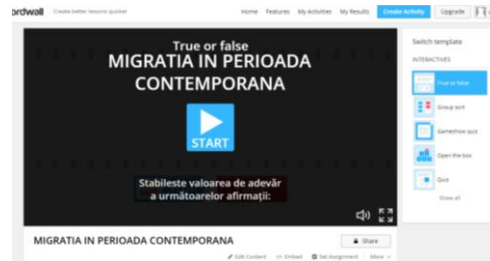 ordwall Create better lessons quicker Home Features My Activities My Results Create Activity Upgrade
True or false
MIGRATIA IN PERIOADA
CONTEMPORANA
START
Stabileste valoarea de adevăr
a următoarelor afirmații:
Switch template
INTERACTIVES
True or false
Group sort
Gameshow quiz
Open the box
Quiz
Show all
MIGRATIA IN PERIOADA CONTEMPORANA
Share
Edit Content Embed Set Assignment More